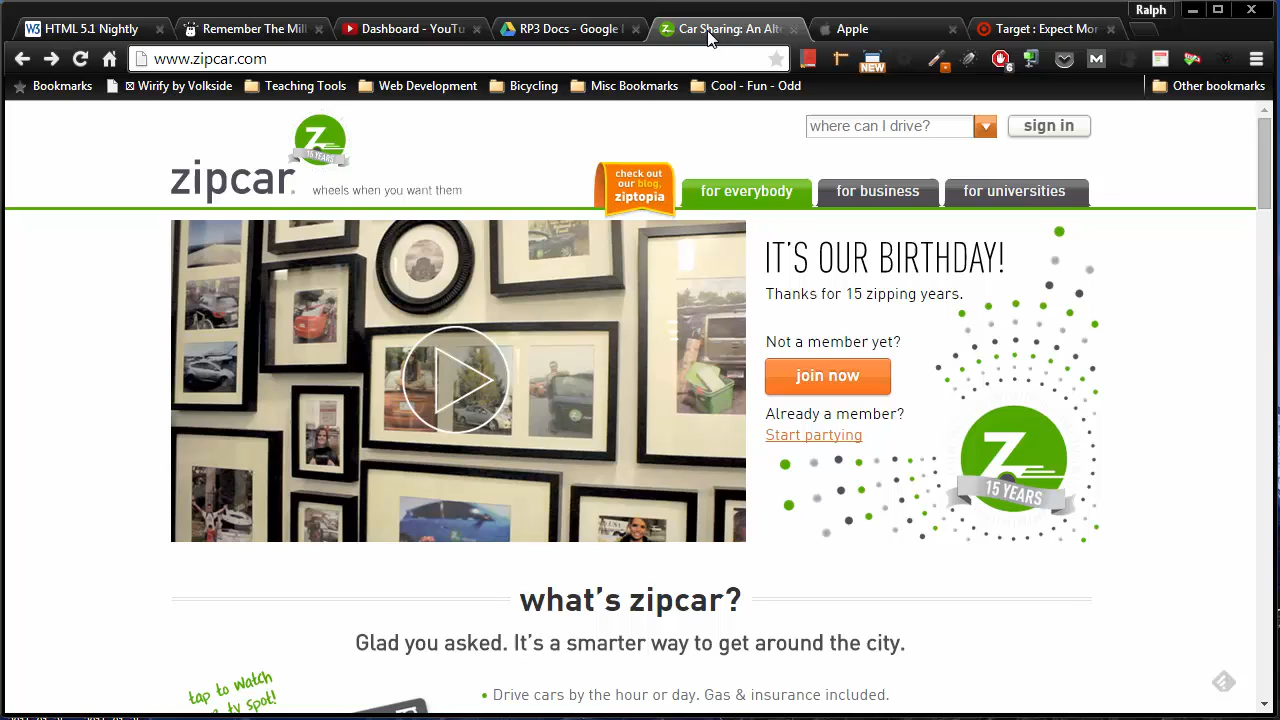 Ralph
HTML 5.1 Nightly
Remember The Mill
Dashboard - YouTu
RP3 Docs - Google
Car Sharing: An Alte
Apple
Target : Expect Mor
www.zipcar.com
NEW
6
M
Bookmarks
Wirify by Volkside
Teaching Tools
Web Development
Bicycling
Misc Bookmarks
Cool - Fun - Odd
Other bookmarks
where can I drive?
sign in
Z
15 YEARS
zipcar.
wheels when you want them
check out
our blog,
ziptopia
for everybody
for business
for universities
IT'S OUR BIRTHDAY!
Thanks for 15 zipping years.
Not a member yet?
join now
Already a member?
Start partying
Z
15 YEARS
what's zipcar?
Glad you asked. It's a smarter way to get around the city.
tap to watch
tv spot!
• Drive cars by the hour or day. Gas & insurance included.